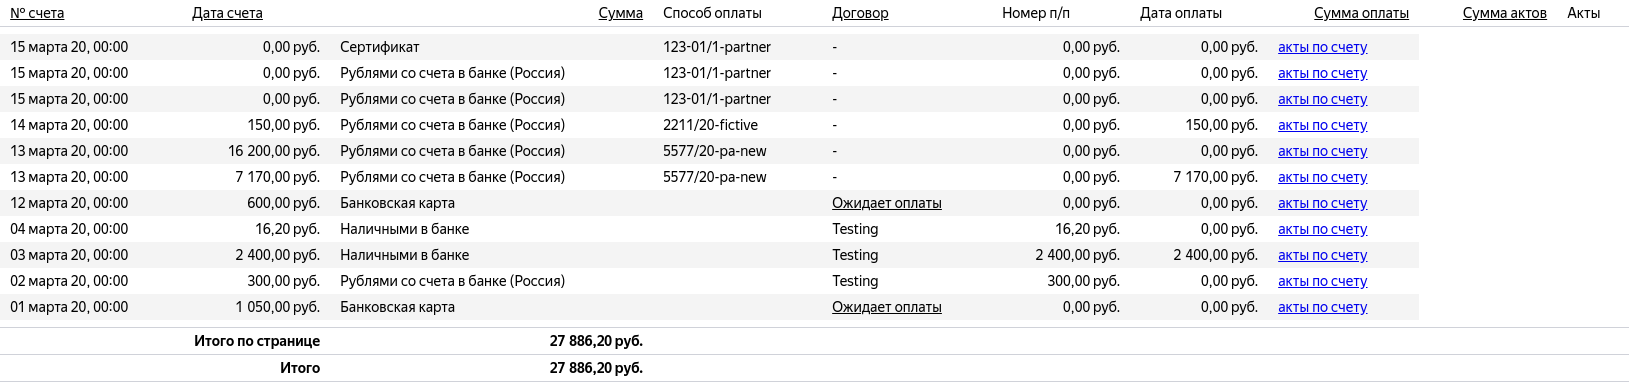 № счета Дата счета Сумма Способ оплаты Договор Номер п/п Дата оплаты Сумма оплаты Сумма актов Акты
15 марта 20, 00:00 0,00 руб. Сертификат 123-01/1-partner - 0,00 руб. 0,00 руб. акты по счету
15 марта 20, 00:00 0,00 руб. Рублями со счета в банке (Россия) 123-01/1-partner - 0,00 руб. 0,00 руб. акты по счету
15 марта 20, 00:00 0,00 руб. Рублями со счета в банке (Россия) 123-01/1-partner - 0,00 руб. 0,00 руб. акты по счету
14 марта 20, 00:00 150,00 руб. Рублями со счета в банке (Россия) 2211/20-fictive - 0,00 руб. 150,00 руб. акты по счету
13 марта 20, 00:00 16 200,00 руб. Рублями со счета в банке (Россия) 5577/20-pa-new - 0,00 руб. 0,00 руб. акты по счету
13 марта 20, 00:00 7 170,00 руб. Рублями со счета в банке (Россия) 5577/20-pa-new - 0,00 руб. 7 170,00 руб. акты по счету
12 марта 20, 00:00 600,00 руб. Банковская карта Ожидает оплаты 0,00 руб. 0,00 руб. акты по счету
04 марта 20, 00:00 16,20 руб. Наличными в банке Testing 16,20 руб. 0,00 руб. акты по счету
03 марта 20, 00:00 2 400,00 руб. Наличными в банке Testing 2 400,00 руб. 2 400,00 руб. акты по счету
02 марта 20, 00:00 300,00 руб. Рублями со счета в банке (Россия) Testing 300,00 руб. 0,00 руб. акты по счету
01 марта 20, 00:00 1 050,00 руб. Банковская карта Ожидает оплаты 0,00 руб. 0,00 руб. акты по счету
Итого по странице 27 886,20 руб.
Итого 27 886,20 руб.